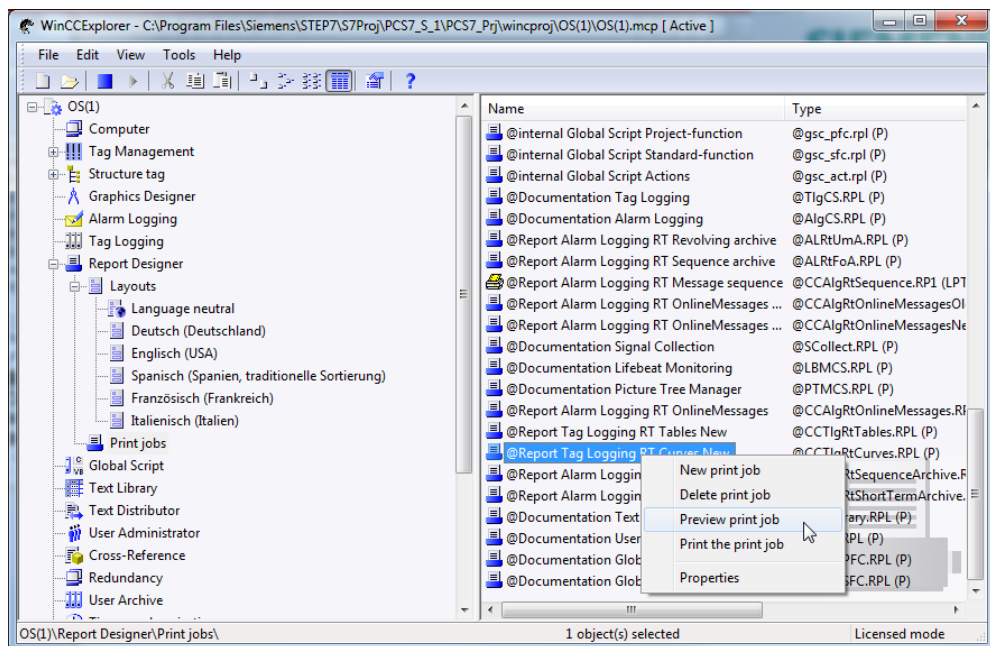 WinCCExplorer - C:\Program Files\Siemens\STEP7\S7Proj\PCS7_S_1\PCS7_Prj\wincproj\OS(1)\OS(1).mcp [ Active ]
File Edit View Tools Help
OS(1)
Computer
Tag Management
Structure tag
Graphics Designer
Alarm Logging
Tag Logging
Report Designer
Layouts
Language neutral
Deutsch (Deutschland)
Englisch (USA)
Spanisch (Spanien, traditionelle Sortierung)
Französisch (Frankreich)
Italienisch (Italien)
Print jobs
Global Script
Text Library
Text Distributor
User Administrator
Cross-Reference
Redundancy
User Archive
Name Type
@internal Global Script Project-function @gsc_pfc.rpl (P)
@internal Global Script Standard-function @gsc_sfc.rpl (P)
@internal Global Script Actions @gsc_act.rpl (P)
@Documentation Tag Logging @TlgCS.RPL (P)
@Documentation Alarm Logging @AlgCS.RPL (P)
@Report Alarm Logging RT Revolving archive @ALRtUmA.RPL (P)
@Report Alarm Logging RT Sequence archive @ALRtFoA.RPL (P)
@Report Alarm Logging RT Message sequence @CCAlgRtSequence.RP1 (LPT
@Report Alarm Logging RT OnlineMessages ... @CCAlgRtOnlineMessagesOl
@Report Alarm Logging RT OnlineMessages ... @CCAlgRtOnlineMessagesNe
@Documentation Signal Collection @SCollect.RPL (P)
@Documentation Lifebeat Monitoring @LBMCS.RPL (P)
@Documentation Picture Tree Manager @PTMCS.RPL (P)
@Report Alarm Logging RT OnlineMessages @CCAlgRtOnlineMessages.RP
@Report Tag Logging RT Tables New @CCTlgRtTables.RPL (P)
@Report Tag Logging RT Curves New @CCTlgRtCurves.RPL (P)
@Report Alarm Loggin RtSequenceArchive.R
@Report Alarm Loggin RtShortTermArchive.
@Documentation Text rary.RPL (P)
@Documentation User RPL (P)
@Documentation Glob PFC.RPL (P)
@Documentation Glob SFC.RPL (P)
New print job
Delete print job
Preview print job
Print the print job
Properties
OS(1)\Report Designer\Print jobs\ 1 object(s) selected Licensed mode